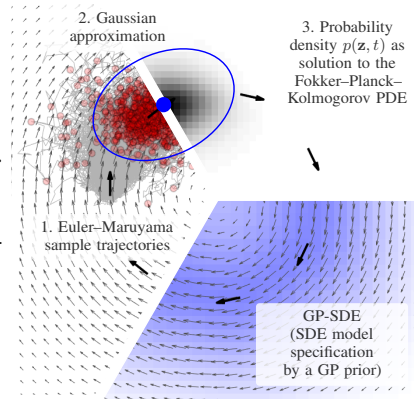 2. Gaussian
approximation
3. Probability
density p(z, t) as
solution to the
Fokker–Planck–
Kolmogorov PDE
1. Euler–Maruyama
sample trajectories
GP-SDE
(SDE model
specification
by a GP prior)